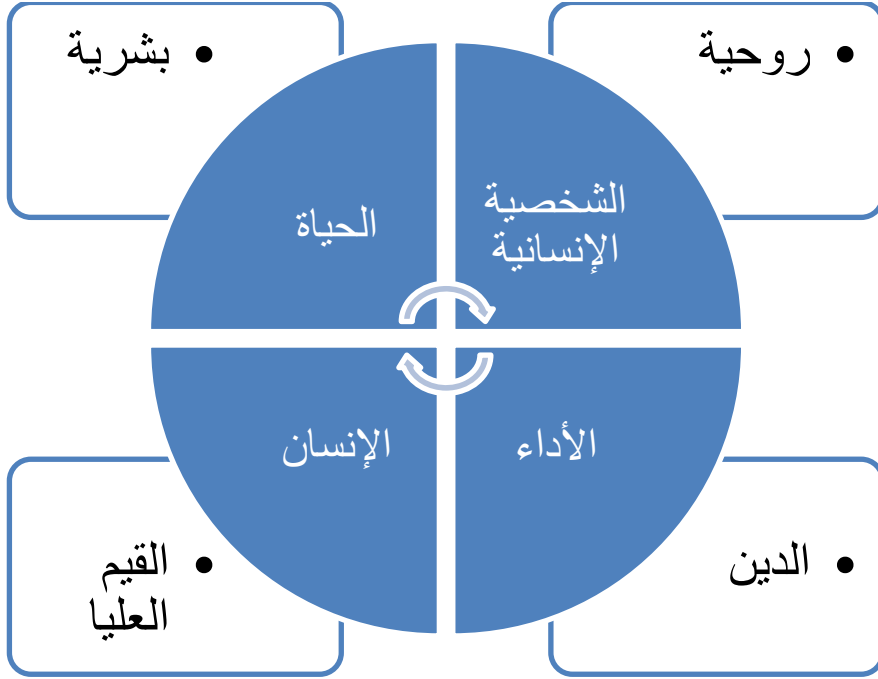 روحية
بشرية
الشخصية
الإنسانية
الحياة
الأداء
الإنسان
الدين
القيم
العليا